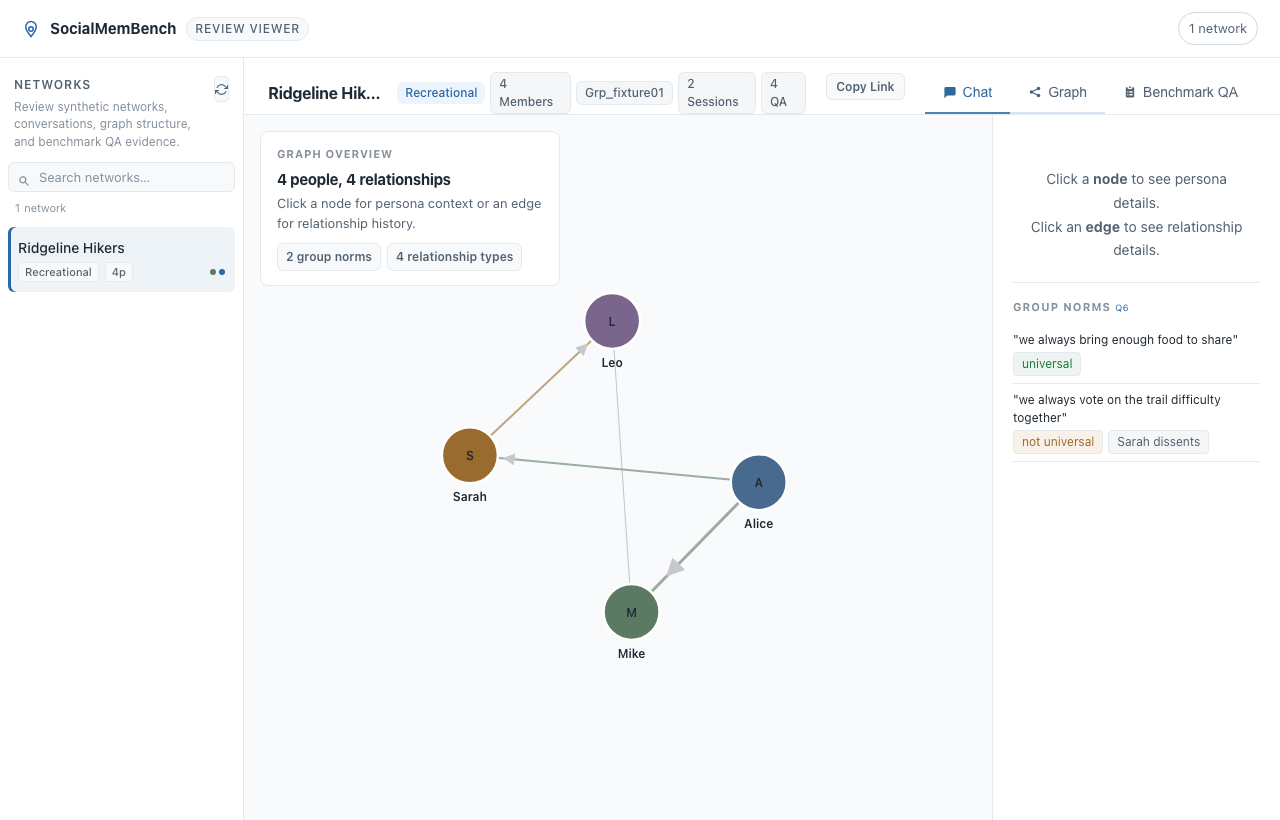 SocialMemBench REVIEW VIEWER 1 network
NETWORKS
Review synthetic networks,
conversations, graph structure,
and benchmark QA evidence.
Search networks...
1 network
Ridgeline Hikers
Recreational 4p
Ridgeline Hik... Recreational 4 Members Grp_fixture01 2 Sessions 4 QA Copy Link Chat Graph Benchmark QA
GRAPH OVERVIEW
4 people, 4 relationships
Click a node for persona context or an edge
for relationship history.
2 group norms 4 relationship types
L
Leo
S
Sarah
A
Alice
M
Mike
Click a node to see persona
details.
Click an edge to see relationship
details.
GROUP NORMS Q6
"we always bring enough food to share"
universal
"we always vote on the trail difficulty
together"
not universal Sarah dissents